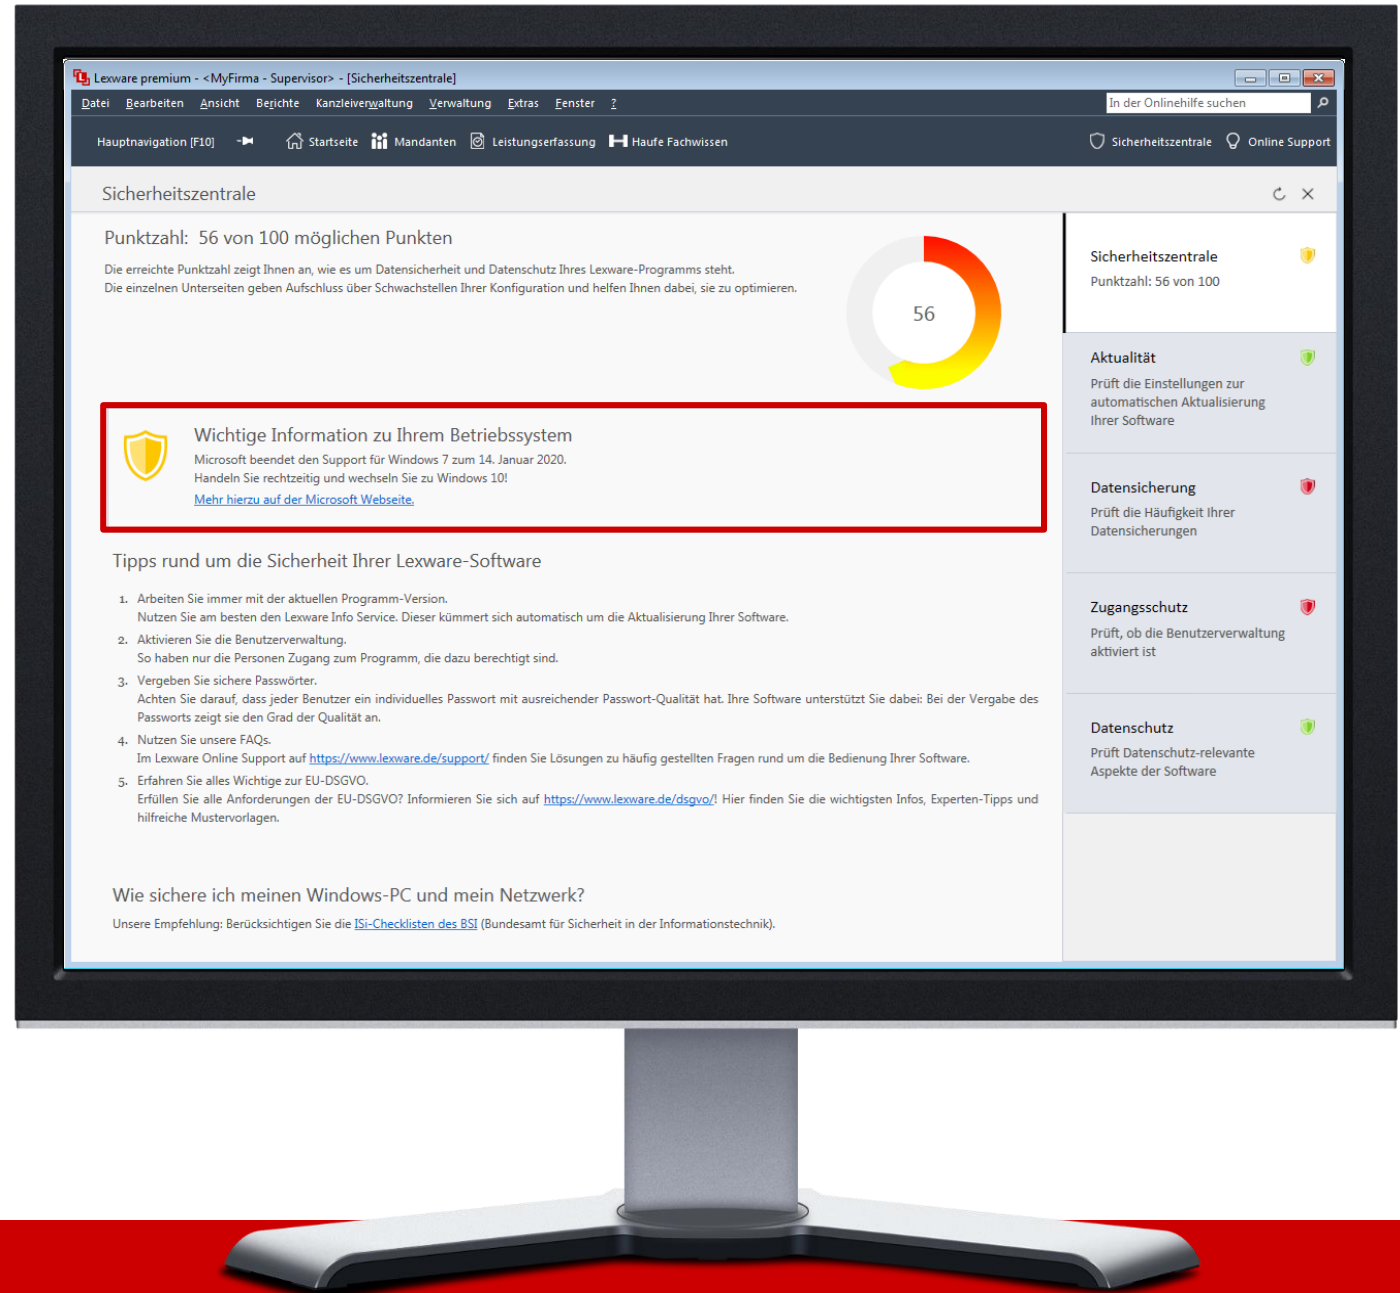 Lexware premium - <MyFirma - Supervisor> - [Sicherheitszentrale]
Datei Bearbeiten Ansicht Berichte Kanzleiverwaltung Verwaltung Extras Fenster ?
In der Onlinehilfe suchen
Hauptnavigation [F10] Startseite Mandanten Leistungserfassung Haufe Fachwissen Sicherheitszentrale Online Support
Sicherheitszentrale
Punktzahl: 56 von 100 möglichen Punkten
Die erreichte Punktzahl zeigt Ihnen an, wie es um Datensicherheit und Datenschutz Ihres Lexware-Programms steht.
Die einzelnen Unterseiten geben Aufschluss über Schwachstellen Ihrer Konfiguration und helfen Ihnen dabei, sie zu optimieren.
56
Wichtige Information zu Ihrem Betriebssystem
Microsoft beendet den Support für Windows 7 zum 14. Januar 2020.
Handeln Sie rechtzeitig und wechseln Sie zu Windows 10!
Mehr hierzu auf der Microsoft Webseite.
Tipps rund um die Sicherheit Ihrer Lexware-Software
1. Arbeiten Sie immer mit der aktuellen Programm-Version.
Nutzen Sie am besten den Lexware Info Service. Dieser kümmert sich automatisch um die Aktualisierung Ihrer Software.
2. Aktivieren Sie die Benutzerverwaltung.
So haben nur die Personen Zugang zum Programm, die dazu berechtigt sind.
3. Vergeben Sie sichere Passwörter.
Achten Sie darauf, dass jeder Benutzer ein individuelles Passwort mit ausreichender Passwort-Qualität hat. Ihre Software unterstützt Sie dabei: Bei der Vergabe des
Passworts zeigt sie den Grad der Qualität an.
4. Nutzen Sie unsere FAQs.
Im Lexware Online Support auf https://www.lexware.de/support/ finden Sie Lösungen zu häufig gestellten Fragen rund um die Bedienung Ihrer Software.
5. Erfahren Sie alles Wichtige zur EU-DSGVO.
Erfüllen Sie alle Anforderungen der EU-DSGVO? Informieren Sie sich auf https://www.lexware.de/dsgvo/! Hier finden Sie die wichtigsten Infos, Experten-Tipps und
hilfreiche Mustervorlagen.
Wie sichere ich meinen Windows-PC und mein Netzwerk?
Unsere Empfehlung: Berücksichtigen Sie die ISi-Checklisten des BSI (Bundesamt für Sicherheit in der Informationstechnik).
Sicherheitszentrale
Punktzahl: 56 von 100
Aktualität
Prüft die Einstellungen zur
automatischen Aktualisierung
Ihrer Software
Datensicherung
Prüft die Häufigkeit Ihrer
Datensicherungen
Zugangsschutz
Prüft, ob die Benutzerverwaltung
aktiviert ist
Datenschutz
Prüft Datenschutz-relevante
Aspekte der Software